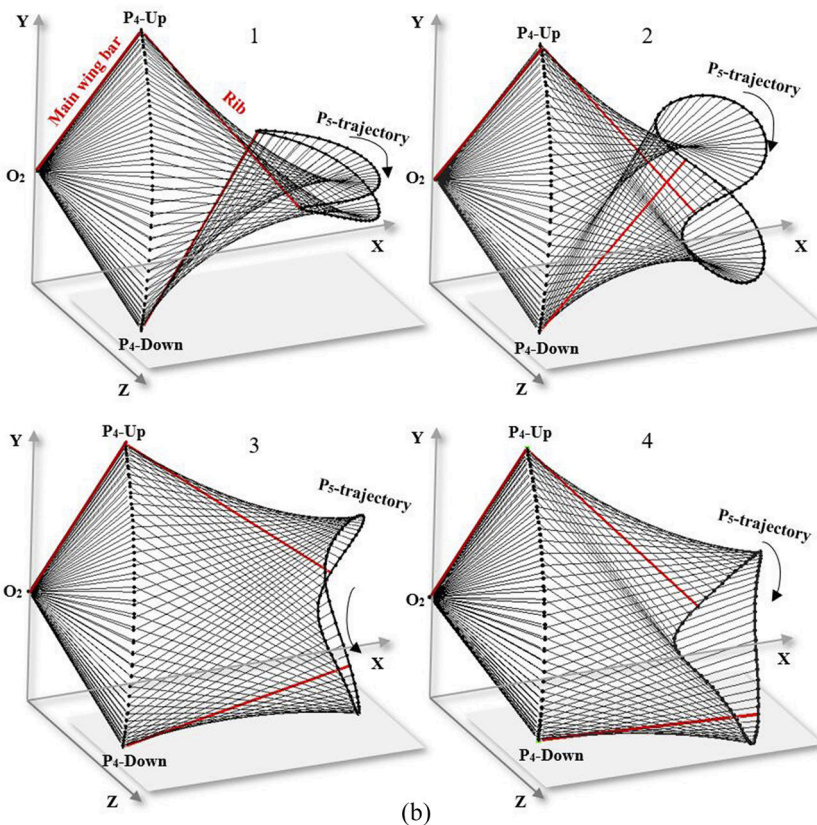 Y
P₄-Up
1
Main wing bar
Rib
P₅-trajectory
O₂
X
P₄-Down
Z
Y
P₄-Up
2
P₅-trajectory
O₂
X
P₄-Down
Z
Y
P₄-Up
3
P₅-trajectory
O₂
X
P₄-Down
Z
Y
P₄-Up
4
P₅-trajectory
O₂
X
P₄-Down
Z
(b)